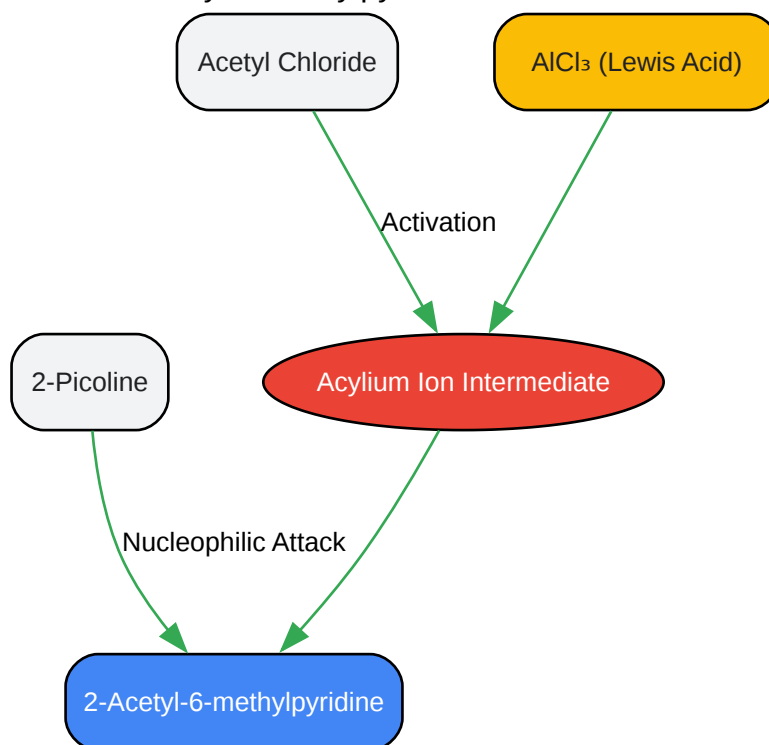 Acetyl Chloride
AlCl₃ (Lewis Acid)
Activation
2-Picoline
Acylium Ion Intermediate
Nucleophilic Attack
2-Acetyl-6-methylpyridine